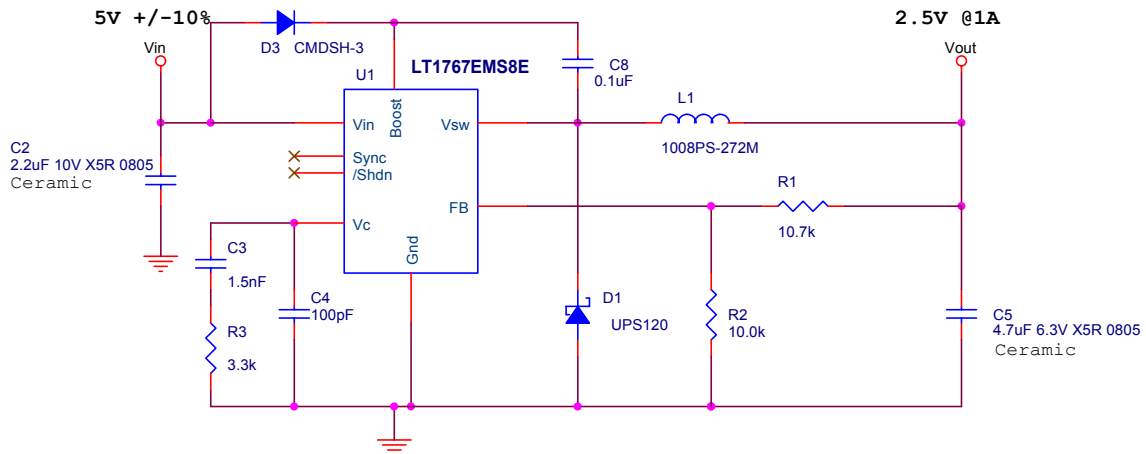 5V +/-10%
2.5V @1A
Vin
Vout
D3 CMDSH-3
LT1767EMS8E
C8
0.1uF
U1
L1
1008PS-272M
Vin
Boost
Vsw
Sync
/Shdn
C2
2.2uF 10V X5R 0805
Ceramic
R1
10.7k
FB
Vc
Gnd
C3
1.5nF
C4
100pF
R3
3.3k
D1
UPS120
R2
10.0k
C5
4.7uF 6.3V X5R 0805
Ceramic